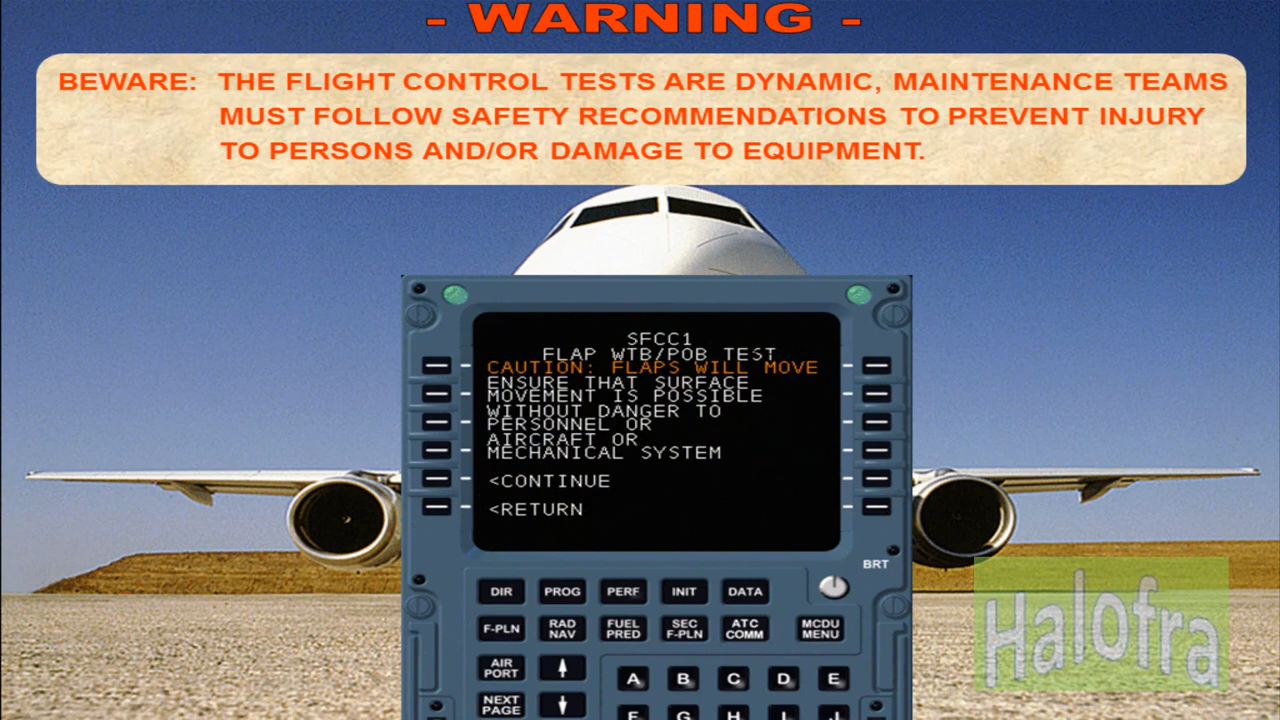 - WARNING -
BEWARE: THE FLIGHT CONTROL TESTS ARE DYNAMIC, MAINTENANCE TEAMS
MUST FOLLOW SAFETY RECOMMENDATIONS TO PREVENT INJURY
TO PERSONS AND/OR DAMAGE TO EQUIPMENT.
SFCC1
FLAP WTB/POB TEST
CAUTION: FLAPS WILL MOVE
ENSURE THAT SURFACE
MOVEMENT IS POSSIBLE
WITHOUT DANGER TO
PERSONNEL OR
AIRCRAFT OR
MECHANICAL SYSTEM
<CONTINUE
<RETURN
BRT
DIR PROG PERF INIT DATA
F-PLN RAD NAV FUEL PRED SEC F-PLN ATC COMM MCDU MENU
AIR PORT
A B C D E
NEXT PAGE
F G H I J
Halofra